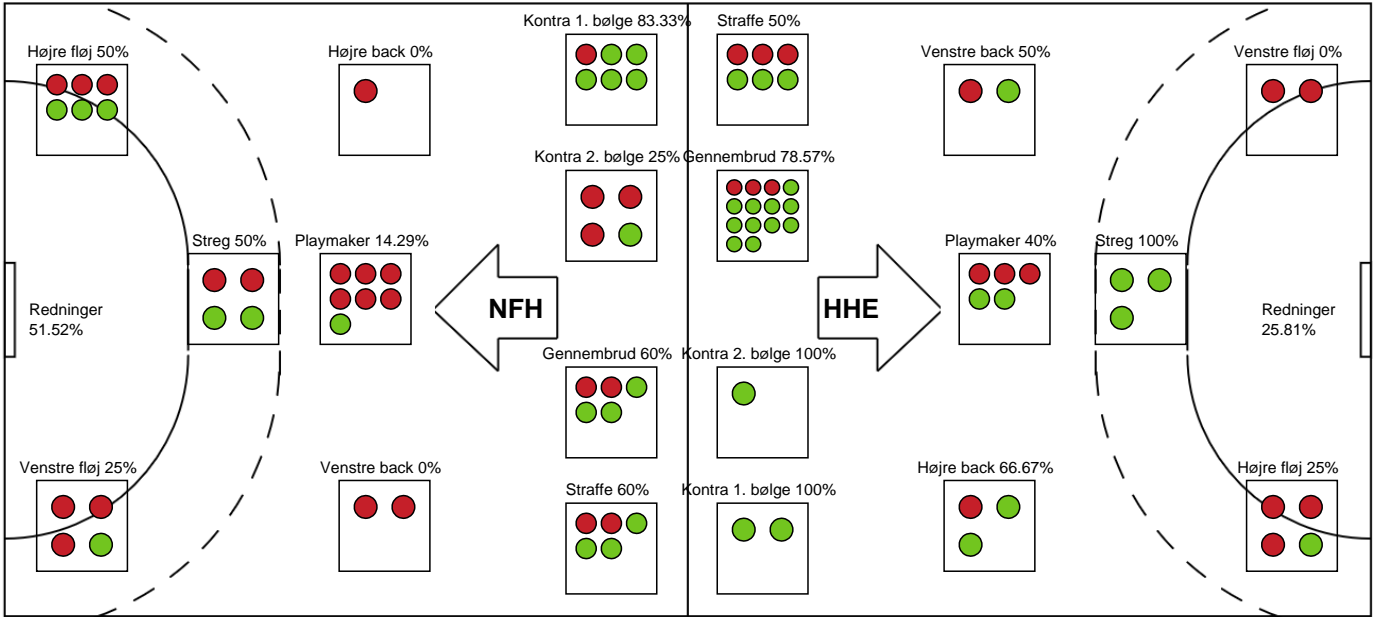 Kontra 1. bølge 83.33%
Straffe 50%
Højre fløj 50%
Højre back 0%
Venstre back 50%
Venstre fløj 0%
Kontra 2. bølge 25%
Gennembrud 78.57%
Streg 50%
Playmaker 14.29%
Playmaker 40%
Streg 100%
NFH
HHE
Redninger
51.52%
Redninger
25.81%
Gennembrud 60%
Kontra 2. bølge 100%
Venstre fløj 25%
Venstre back 0%
Højre back 66.67%
Højre fløj 25%
Straffe 60%
Kontra 1. bølge 100%